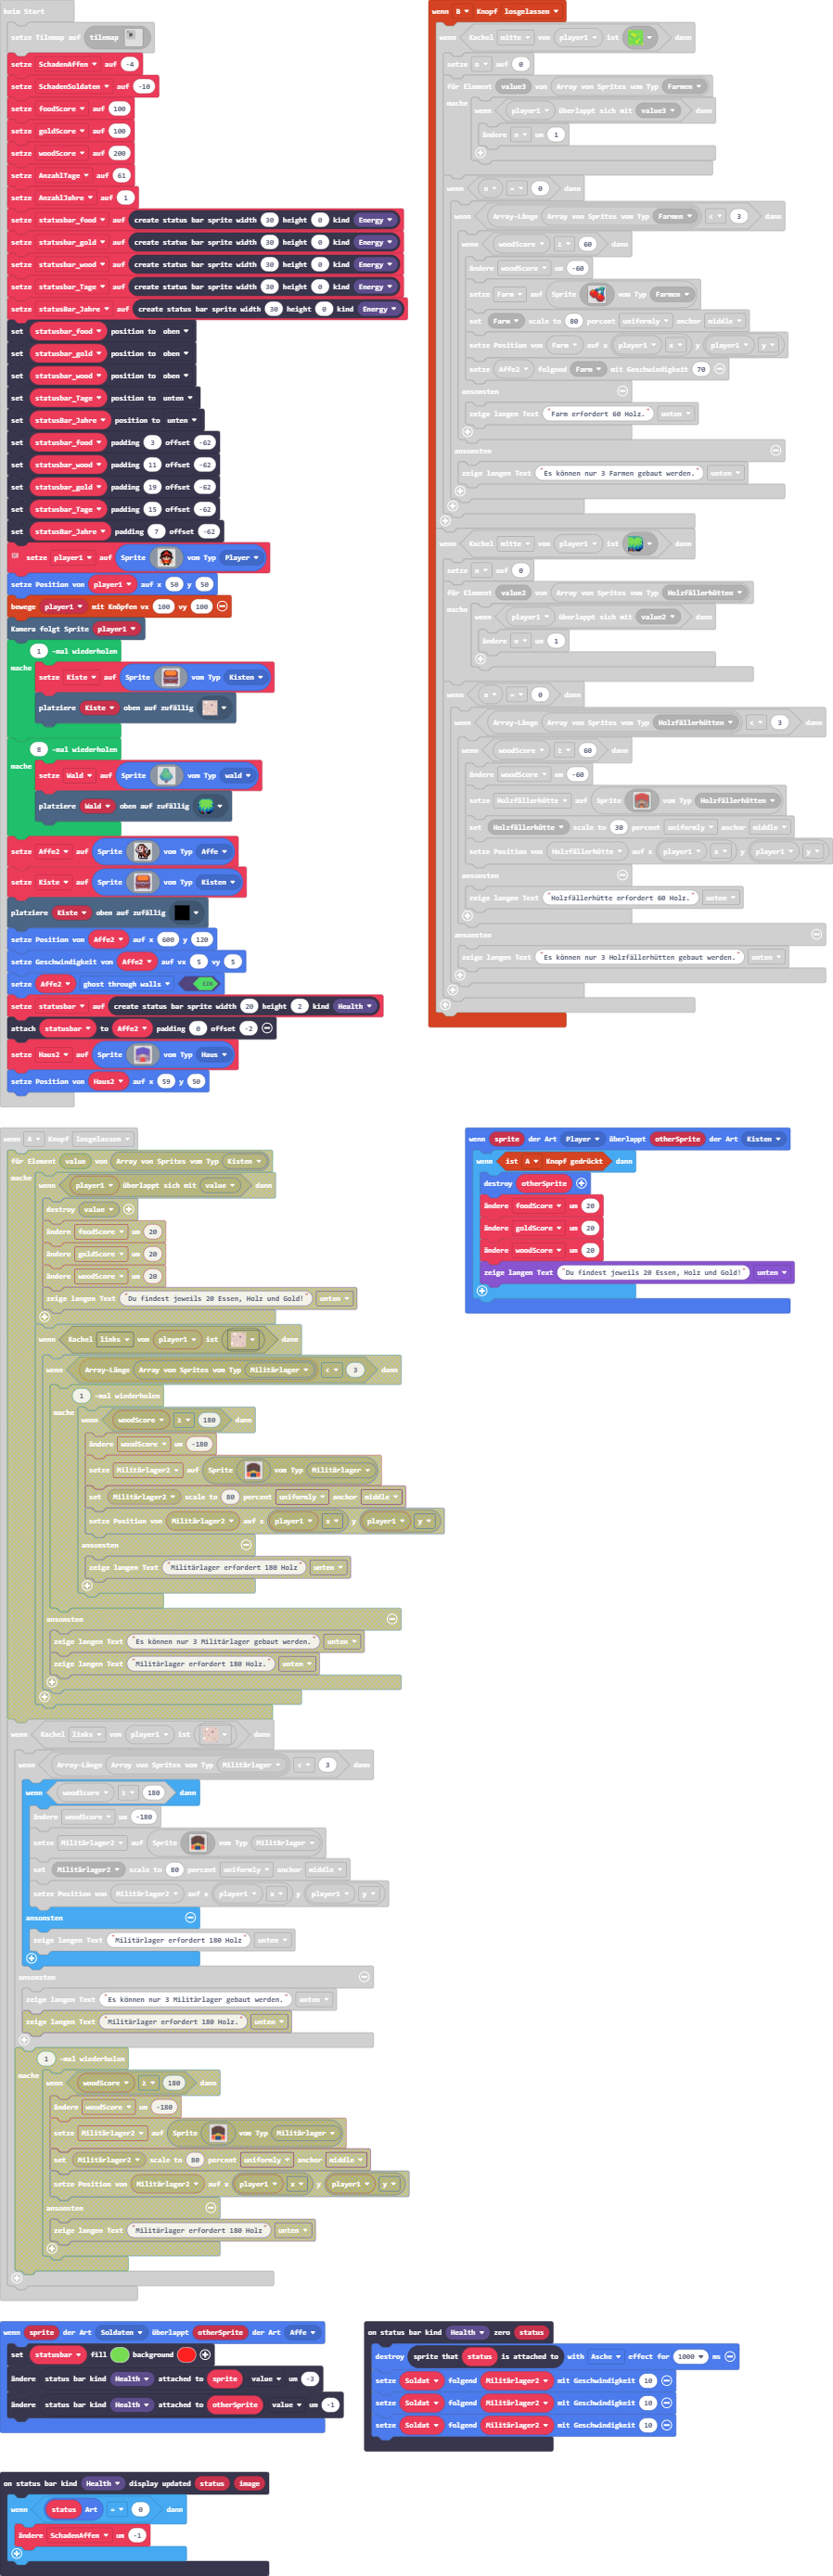 beim Start
setze Tilemap auf tilemap
setze SchadenAffen auf -4
setze SchadenSoldaten auf -10
setze foodScore auf 100
setze goldScore auf 100
setze woodScore auf 200
setze AnzahlTage auf 61
setze AnzahlJahre auf 1
setze statusbar_food auf create status bar sprite width 30 height 0 kind Energy
setze statusbar_gold auf create status bar sprite width 30 height 0 kind Energy
setze statusbar_wood auf create status bar sprite width 30 height 0 kind Energy
setze statusbar_Tage auf create status bar sprite width 30 height 0 kind Energy
setze statusBar_Jahre auf create status bar sprite width 30 height 0 kind Energy
set statusbar_food position to oben
set statusbar_gold position to oben
set statusbar_wood position to oben
set statusbar_Tage position to unten
set statusBar_Jahre position to unten
set statusbar_food padding 3 offset -62
set statusbar_wood padding 11 offset -62
set statusbar_gold padding 19 offset -62
set statusbar_Tage padding 15 offset -62
set statusBar_Jahre padding 7 offset -62
setze player1 auf Sprite vom Typ Player
setze Position von player1 auf x 50 y 50
bewege player1 mit Knöpfen vx 100 vy 100
Kamera folgt Sprite player1
1 -mal wiederholen
mache
setze Kiste auf Sprite vom Typ Kisten
platziere Kiste oben auf zufällig
8 -mal wiederholen
mache
setze Wald auf Sprite vom Typ wald
platziere Wald oben auf zufällig
setze Affe2 auf Sprite vom Typ Affe
setze Kiste auf Sprite vom Typ Kisten
platziere Kiste oben auf zufällig
setze Position von Affe2 auf x 600 y 120
setze Geschwindigkeit von Affe2 auf vx 5 vy 5
setze Affe2 ghost through walls EIN
setze statusbar auf create status bar sprite width 20 height 2 kind Health
attach statusbar to Affe2 padding 0 offset -2
setze Haus2 auf Sprite vom Typ Haus
setze Position von Haus2 auf x 59 y 50
wenn B Knopf losgelassen
wenn Kachel mitte von player1 ist dann
setze n auf 0
für Element value3 von Array von Sprites vom Typ Farmen
mache
wenn player1 überlappt sich mit value3 dann
ändere n um 1
wenn n = 0 dann
wenn Array-Länge Array von Sprites vom Typ Farmen < 3 dann
wenn woodScore ≥ 60 dann
ändere woodScore um -60
setze Farm auf Sprite vom Typ Farmen
set Farm scale to 80 percent uniformly anchor middle
setze Position von Farm auf x player1 x y player1 y
setze Affe2 folgend Farm mit Geschwindigkeit 70
ansonsten
zeige langen Text "Farm erfordert 60 Holz." unten
ansonsten
zeige langen Text "Es können nur 3 Farmen gebaut werden." unten
wenn Kachel mitte von player1 ist dann
setze n auf 0
für Element value2 von Array von Sprites vom Typ Holzfällerhütten
mache
wenn player1 überlappt sich mit value2 dann
ändere n um 1
wenn n = 0 dann
wenn Array-Länge Array von Sprites vom Typ Holzfällerhütten < 3 dann
wenn woodScore ≥ 60 dann
ändere woodScore um -60
setze Holzfällerhütte auf Sprite vom Typ Holzfällerhütten
set Holzfällerhütte scale to 30 percent uniformly anchor middle
setze Position von Holzfällerhütte auf x player1 x y player1 y
ansonsten
zeige langen Text "Holzfällerhütte erfordert 60 Holz." unten
ansonsten
zeige langen Text "Es können nur 3 Holzfällerhütten gebaut werden." unten
wenn A Knopf losgelassen
für Element value von Array von Sprites vom Typ Kisten
mache
wenn player1 überlappt sich mit value dann
destroy value
ändere foodScore um 20
ändere goldScore um 20
ändere woodScore um 20
zeige langen Text "Du findest jeweils 20 Essen, Holz und Gold!" unten
wenn Kachel links von player1 ist dann
wenn Array-Länge Array von Sprites vom Typ Militärlager < 3 dann
1 -mal wiederholen
mache
wenn woodScore ≥ 180 dann
ändere woodScore um -180
setze Militärlager2 auf Sprite vom Typ Militärlager
set Militärlager2 scale to 80 percent uniformly anchor middle
setze Position von Militärlager2 auf x player1 x y player1 y
ansonsten
zeige langen Text "Militärlager erfordert 180 Holz" unten
ansonsten
zeige langen Text "Es können nur 3 Militärlager gebaut werden." unten
zeige langen Text "Militärlager erfordert 180 Holz." unten
wenn Kachel links von player1 ist dann
wenn Array-Länge Array von Sprites vom Typ Militärlager < 3 dann
wenn woodScore ≥ 180 dann
ändere woodScore um -180
setze Militärlager2 auf Sprite vom Typ Militärlager
set Militärlager2 scale to 80 percent uniformly anchor middle
setze Position von Militärlager2 auf x player1 x y player1 y
ansonsten
zeige langen Text "Militärlager erfordert 180 Holz" unten
ansonsten
zeige langen Text "Es können nur 3 Militärlager gebaut werden." unten
zeige langen Text "Militärlager erfordert 180 Holz." unten
1 -mal wiederholen
mache
wenn woodScore ≥ 180 dann
ändere woodScore um -180
setze Militärlager2 auf Sprite vom Typ Militärlager
set Militärlager2 scale to 80 percent uniformly anchor middle
setze Position von Militärlager2 auf x player1 x y player1 y
ansonsten
zeige langen Text "Militärlager erfordert 180 Holz" unten
wenn sprite der Art Player überlappt otherSprite der Art Kisten
wenn ist A Knopf gedrückt dann
destroy otherSprite
ändere foodScore um 20
ändere goldScore um 20
ändere woodScore um 20
zeige langen Text "Du findest jeweils 20 Essen, Holz und Gold!" unten
wenn sprite der Art Soldaten überlappt otherSprite der Art Affe
set statusbar fill background
ändere status bar kind Health attached to sprite value um -3
ändere status bar kind Health attached to otherSprite value um -1
on status bar kind Health zero status
destroy sprite that status is attached to with Asche effect for 1000 ms
setze Soldat folgend Militärlager2 mit Geschwindigkeit 10
setze Soldat folgend Militärlager2 mit Geschwindigkeit 10
setze Soldat folgend Militärlager2 mit Geschwindigkeit 10
on status bar kind Health display updated status image
wenn status Art = 0 dann
ändere SchadenAffen um -1